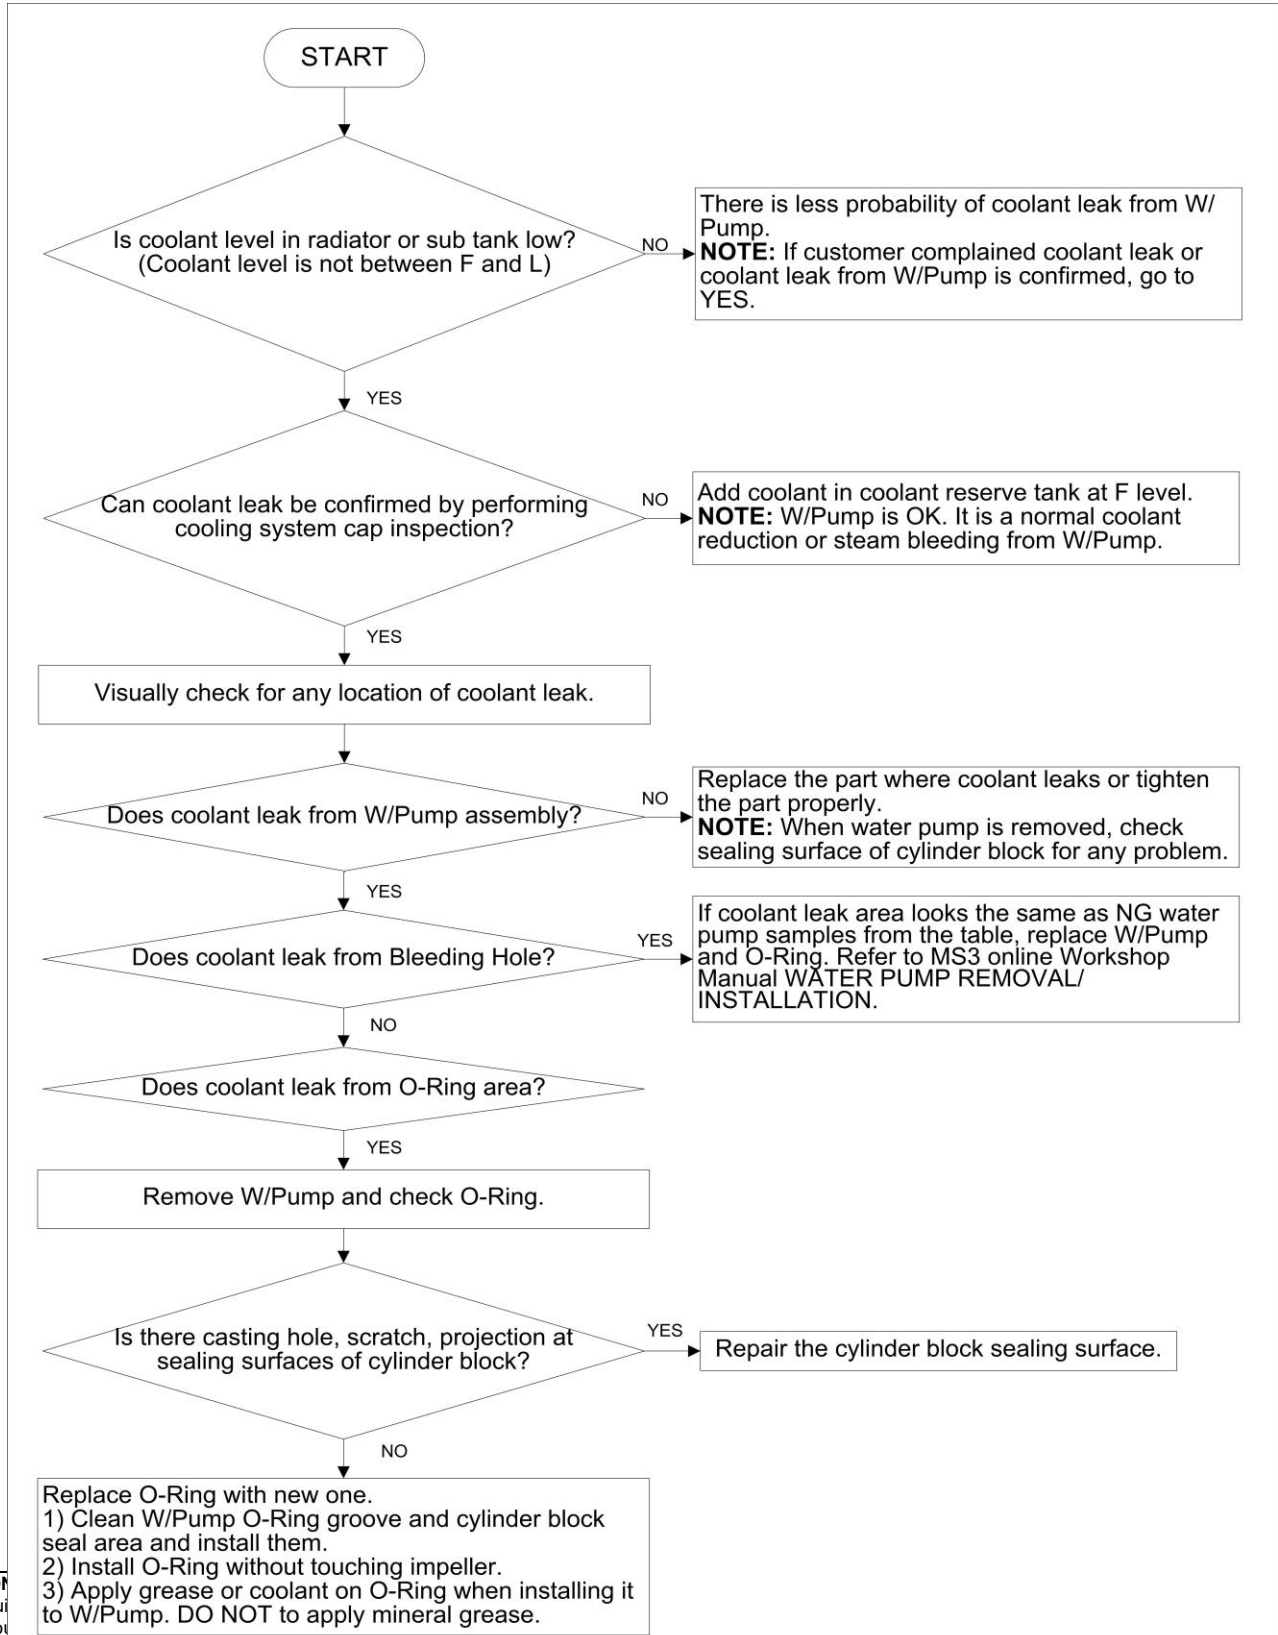 START
Is coolant level in radiator or sub tank low?
(Coolant level is not between F and L)
NO
There is less probability of coolant leak from W/
Pump.
NOTE: If customer complained coolant leak or
coolant leak from W/Pump is confirmed, go to
YES.
YES
Can coolant leak be confirmed by performing
cooling system cap inspection?
NO
Add coolant in coolant reserve tank at F level.
NOTE: W/Pump is OK. It is a normal coolant
reduction or steam bleeding from W/Pump.
YES
Visually check for any location of coolant leak.
Does coolant leak from W/Pump assembly?
NO
Replace the part where coolant leaks or tighten
the part properly.
NOTE: When water pump is removed, check
sealing surface of cylinder block for any problem.
YES
Does coolant leak from Bleeding Hole?
YES
If coolant leak area looks the same as NG water
pump samples from the table, replace W/Pump
and O-Ring. Refer to MS3 online Workshop
Manual WATER PUMP REMOVAL/
INSTALLATION.
NO
Does coolant leak from O-Ring area?
YES
Remove W/Pump and check O-Ring.
Is there casting hole, scratch, projection at
sealing surfaces of cylinder block?
YES
Repair the cylinder block sealing surface.
NO
Replace O-Ring with new one.
1) Clean W/Pump O-Ring groove and cylinder block
seal area and install them.
2) Install O-Ring without touching impeller.
3) Apply grease or coolant on O-Ring when installing it
to W/Pump. DO NOT to apply mineral grease.